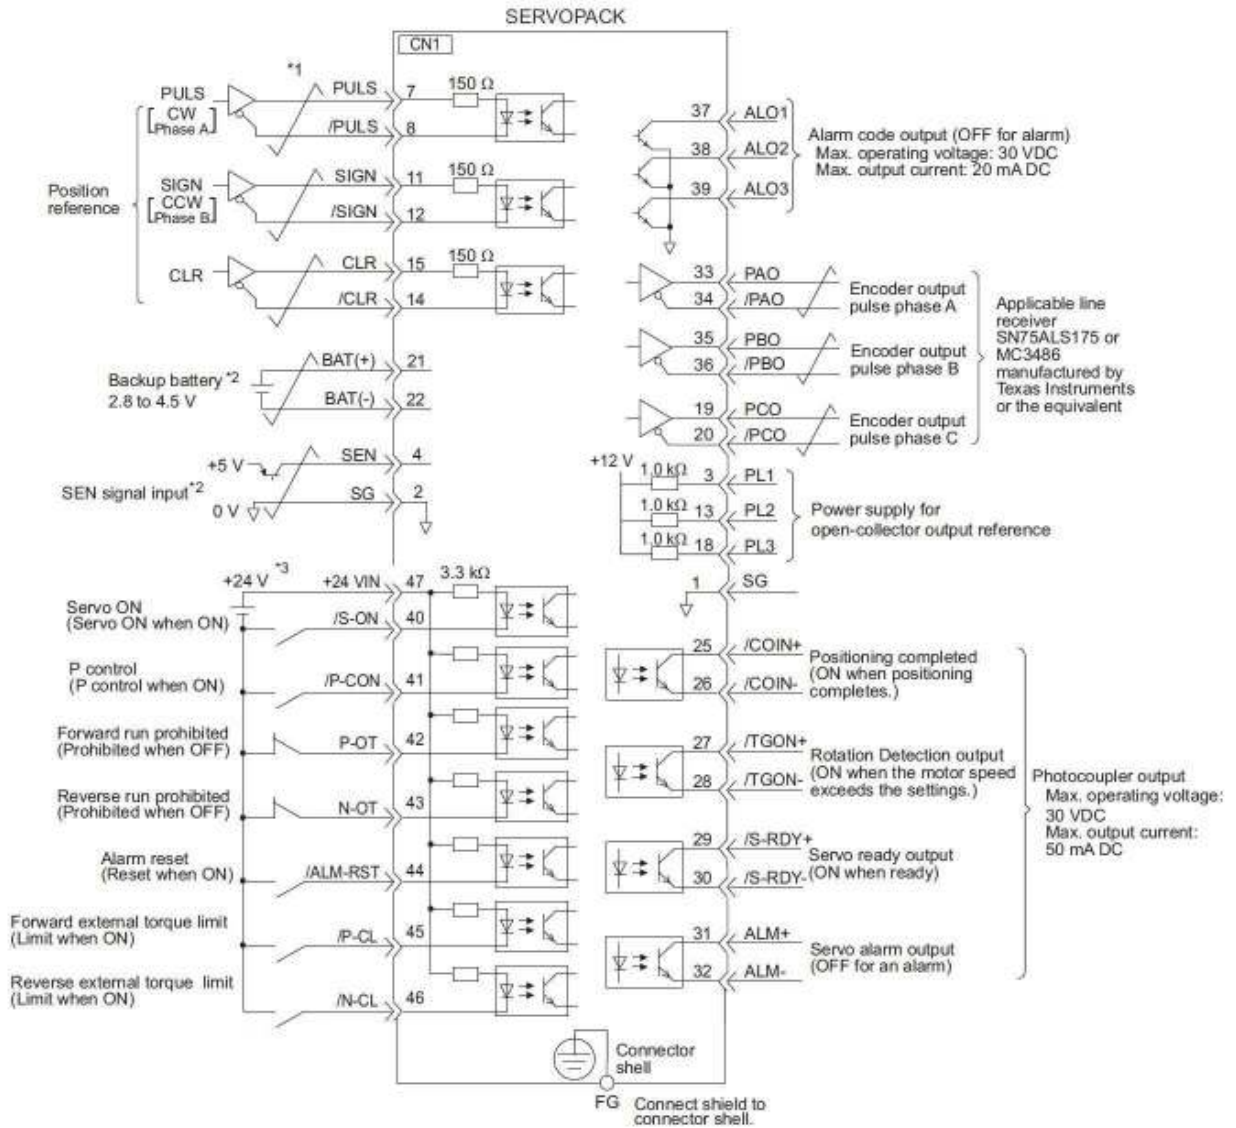 SERVOPACK
CN1
*1
PULS
[ CW
Phase A ]
PULS 7 150 Ω
/PULS 8
Position
reference
SIGN
[ CCW
Phase B ]
SIGN 11 150 Ω
/SIGN 12
CLR
CLR 15 150 Ω
/CLR 14
Backup battery *2
2.8 to 4.5 V
BAT(+) 21
BAT(-) 22
SEN signal input*2
+5 V
SEN 4
0 V
SG 2
+24 V *3
+24 VIN 47 3.3 kΩ
Servo ON
(Servo ON when ON)
/S-ON 40
P control
(P control when ON)
/P-CON 41
Forward run prohibited
(Prohibited when OFF)
P-OT 42
Reverse run prohibited
(Prohibited when OFF)
N-OT 43
Alarm reset
(Reset when ON)
/ALM-RST 44
Forward external torque limit
(Limit when ON)
/P-CL 45
Reverse external torque limit
(Limit when ON)
/N-CL 46
37 ALO1
38 ALO2
39 ALO3
Alarm code output (OFF for alarm)
Max. operating voltage: 30 VDC
Max. output current: 20 mA DC
33 PAO
34 /PAO
Encoder output
pulse phase A
35 PBO
36 /PBO
Encoder output
pulse phase B
19 PCO
20 /PCO
Encoder output
pulse phase C
Applicable line
receiver
SN75ALS175 or
MC3486
manufactured by
Texas Instruments
or the equivalent
+12 V
1.0 kΩ 3 PL1
1.0 kΩ 13 PL2
1.0 kΩ 18 PL3
Power supply for
open-collector output reference
1 SG
25 /COIN+
26 /COIN-
Positioning completed
(ON when positioning
completes.)
27 /TGON+
28 /TGON-
Rotation Detection output
(ON when the motor speed
exceeds the settings.)
29 /S-RDY+
30 /S-RDY-
Servo ready output
(ON when ready)
31 ALM+
32 ALM-
Servo alarm output
(OFF for an alarm)
Photocoupler output
Max. operating voltage:
30 VDC
Max. output current:
50 mA DC
Connector
shell
FG
Connect shield to
connector shell.